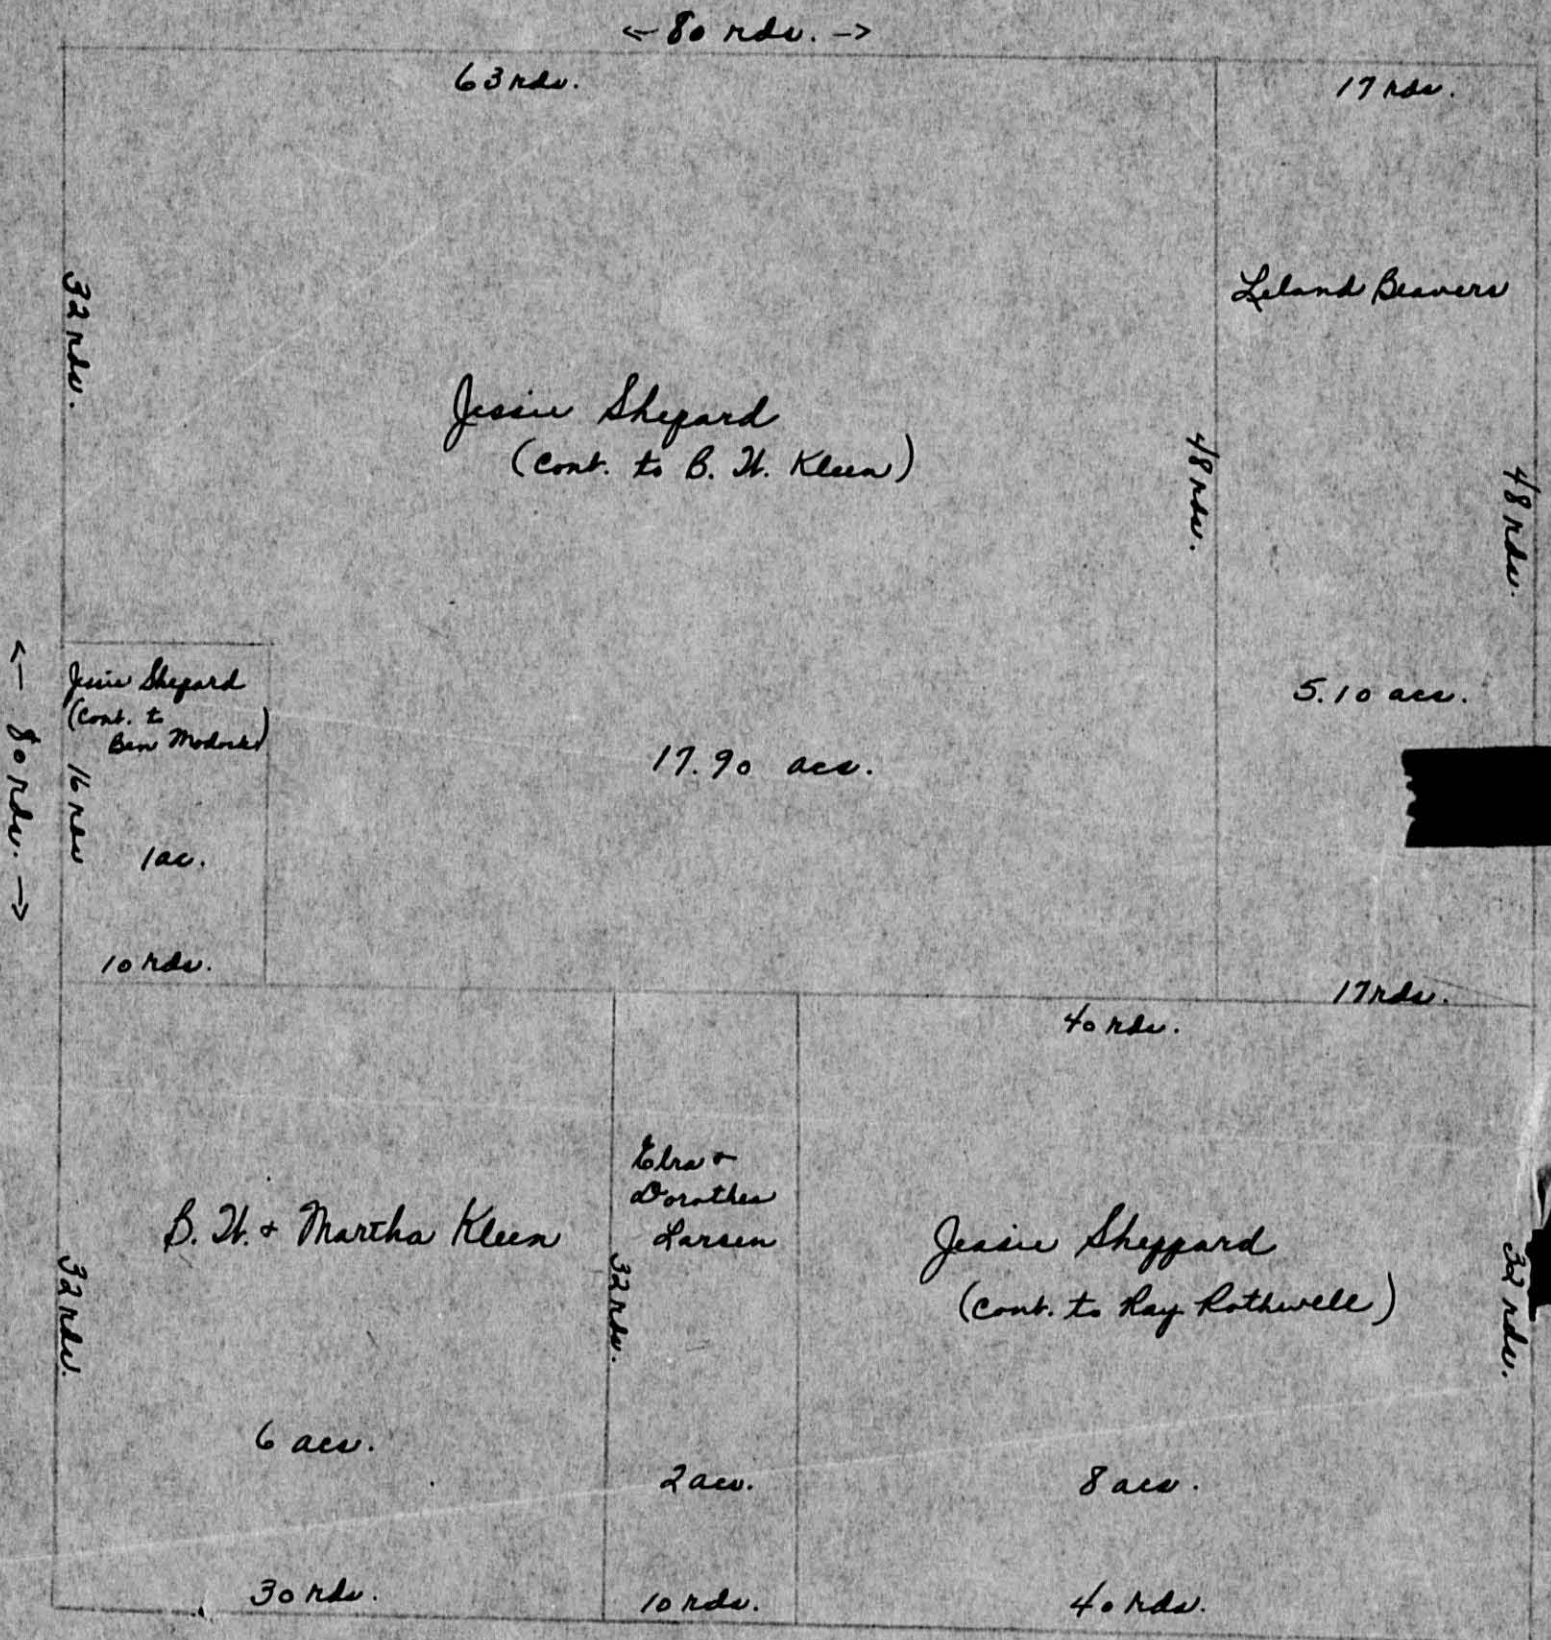 <- 80 rds. ->
63 rds.
17 rds.
32 rds.
Leland Beavers
Jessie Shepard
(Cont. to B. W. Kleen)
48 rds.
48 rds.
<- 80 rds. ->
Jessie Shepard
(Cont. to
Ben
16 rds
1 ac.
10 rds.
17.90 acs.
5.10 acs.
17 rds.
40 rds.
B. W. & Martha Kleen
32 rds.
6 acs.
30 rds.
Elra &
Dorothea
Larsen
32 rds.
2 acs.
10 rds.
Jessie Sheppard
(Cont. to Ray Rothwell)
32 rds.
8 acs.
40 rds.